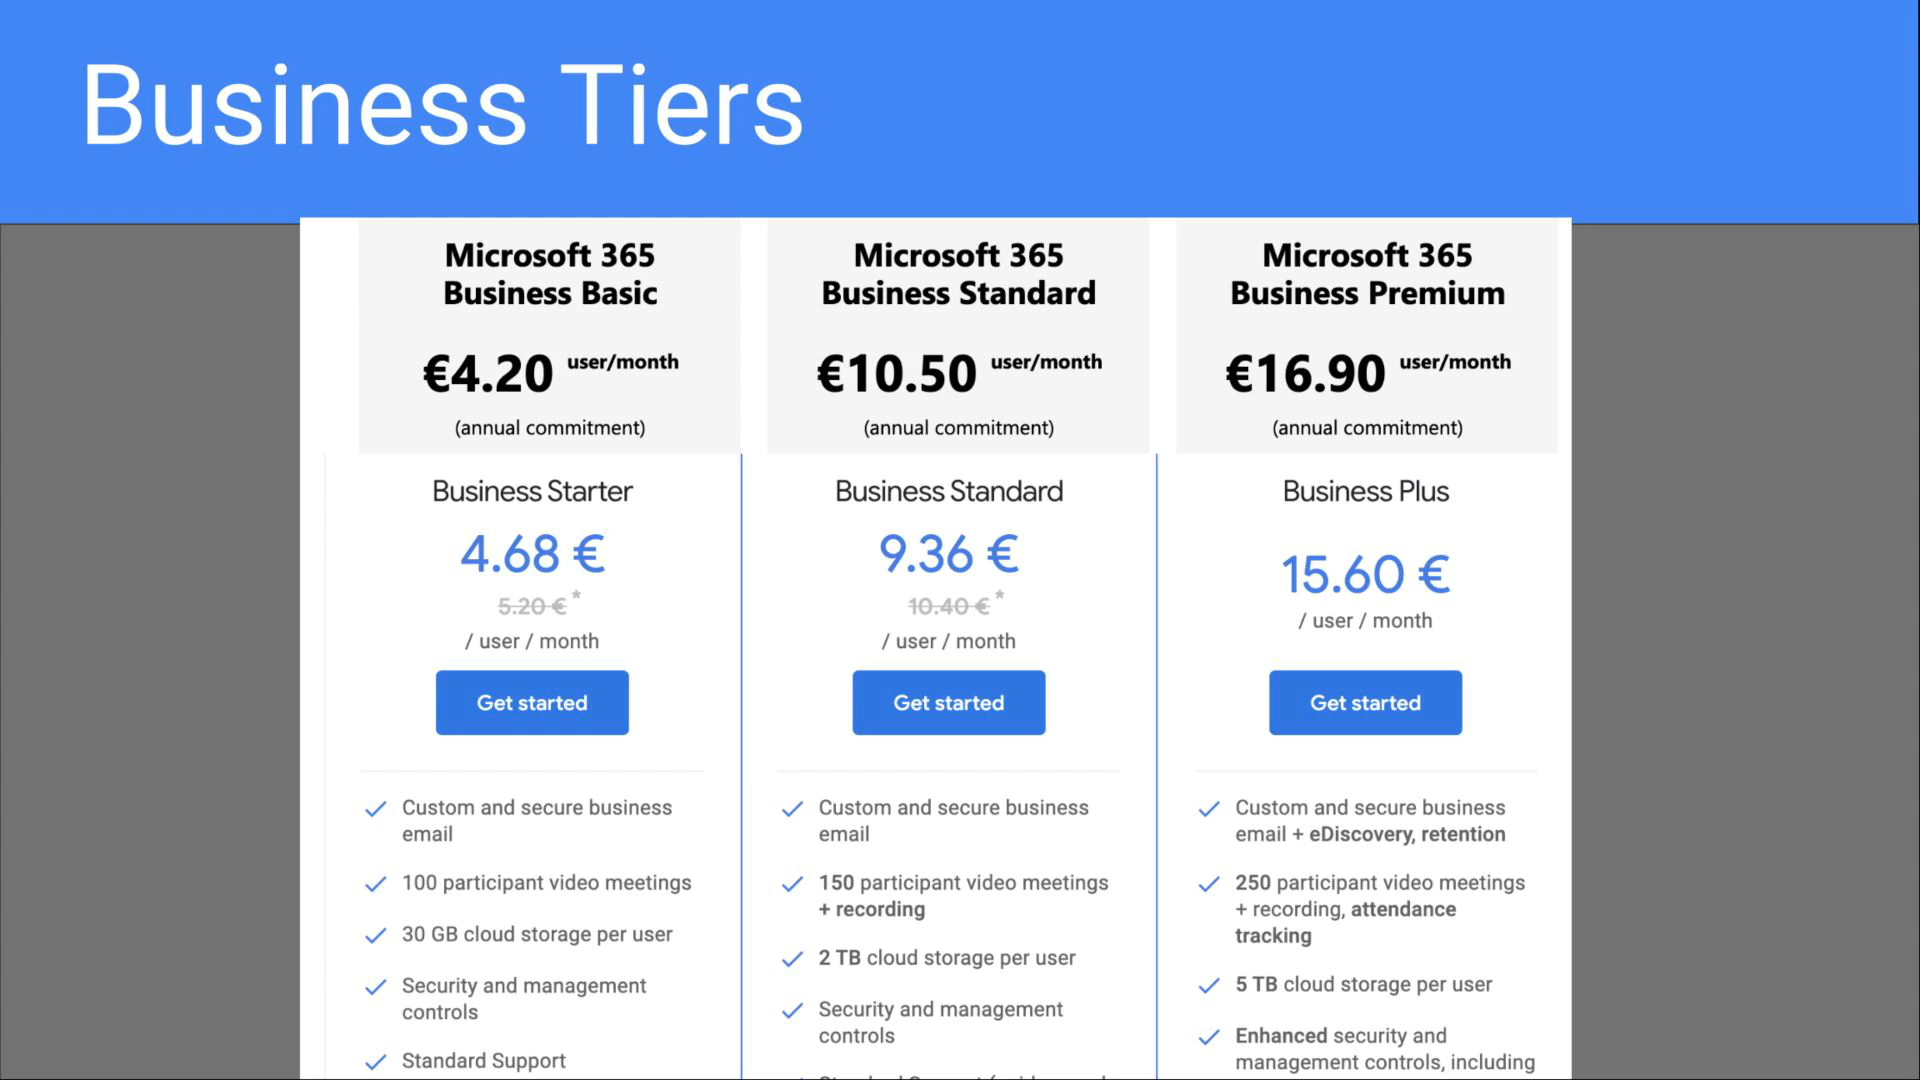 Business Tiers
Microsoft 365
Business Basic
€4.20 user/month
(annual commitment)
Microsoft 365
Business Standard
€10.50 user/month
(annual commitment)
Microsoft 365
Business Premium
€16.90 user/month
(annual commitment)
Business Starter
4.68 €
5.20 € *
/ user / month
Get started
Custom and secure business
email
100 participant video meetings
30 GB cloud storage per user
Security and management
controls
Standard Support
Business Standard
9.36 €
10.40 € *
/ user / month
Get started
Custom and secure business
email
150 participant video meetings
+ recording
2 TB cloud storage per user
Security and management
controls
Business Plus
15.60 €
/ user / month
Get started
Custom and secure business
email + eDiscovery, retention
250 participant video meetings
+ recording, attendance
tracking
5 TB cloud storage per user
Enhanced security and
management controls, including